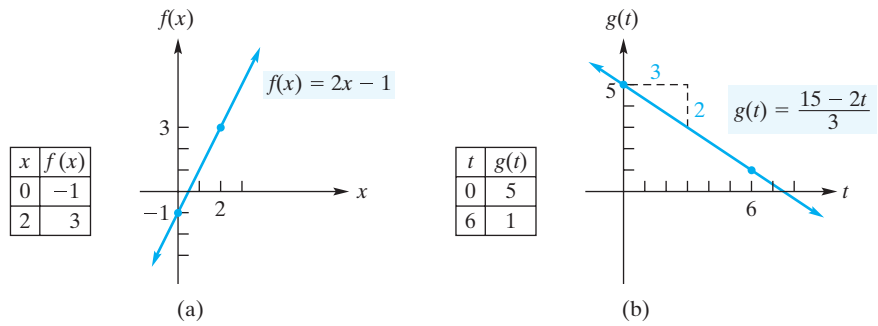 f(x)
f(x) = 2x − 1
3
x f(x)
0 −1
2 3
−1
2
x
(a)
g(t)
3
5
2
g(t) = \frac{15 − 2t}{3}
t g(t)
0 5
6 1
6
t
(b)